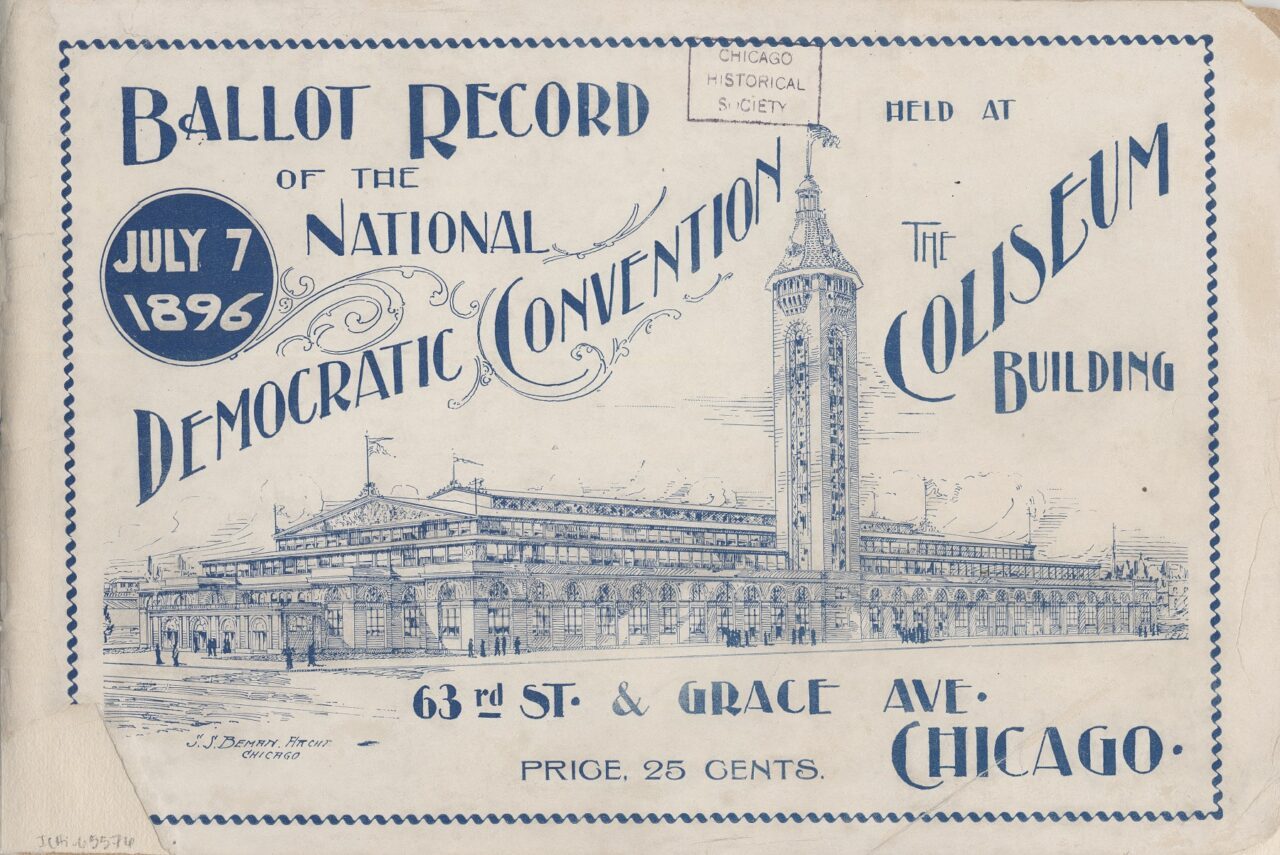 BALLOT RECORD
OF THE
NATIONAL
DEMOCRATIC CONVENTION
JULY 7
1896
CHICAGO
HISTORICAL
SOCIETY
HELD AT
THE
COLISEUM
BUILDING
63rd ST. & GRACE AVE.
CHICAGO.
S. S. BEMAN. ARCHT.
CHICAGO
PRICE, 25 CENTS.